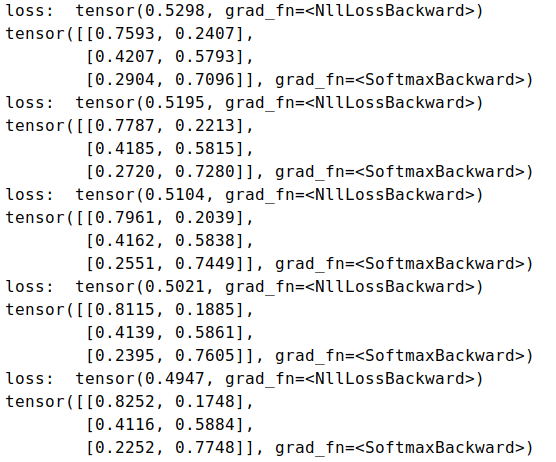 loss:  tensor(0.5298, grad_fn=<NllLossBackward>)
tensor([[0.7593, 0.2407],
        [0.4207, 0.5793],
        [0.2904, 0.7096]], grad_fn=<SoftmaxBackward>)
loss:  tensor(0.5195, grad_fn=<NllLossBackward>)
tensor([[0.7787, 0.2213],
        [0.4185, 0.5815],
        [0.2720, 0.7280]], grad_fn=<SoftmaxBackward>)
loss:  tensor(0.5104, grad_fn=<NllLossBackward>)
tensor([[0.7961, 0.2039],
        [0.4162, 0.5838],
        [0.2551, 0.7449]], grad_fn=<SoftmaxBackward>)
loss:  tensor(0.5021, grad_fn=<NllLossBackward>)
tensor([[0.8115, 0.1885],
        [0.4139, 0.5861],
        [0.2395, 0.7605]], grad_fn=<SoftmaxBackward>)
loss:  tensor(0.4947, grad_fn=<NllLossBackward>)
tensor([[0.8252, 0.1748],
        [0.4116, 0.5884],
        [0.2252, 0.7748]], grad_fn=<SoftmaxBackward>)